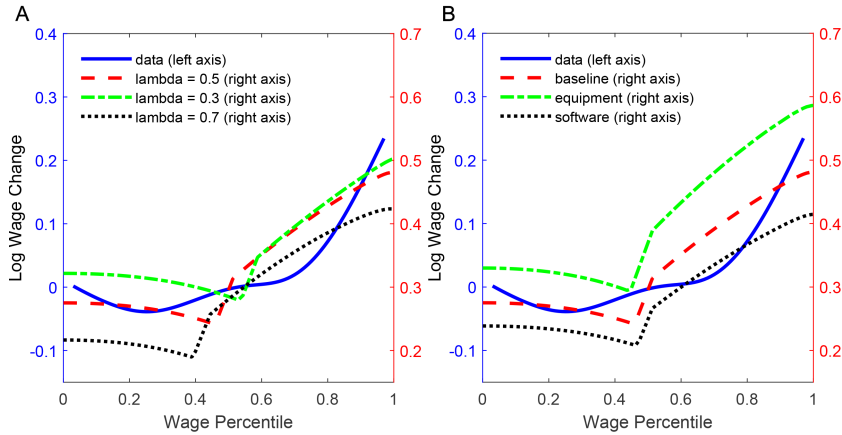 A
0.4
0.3
0.2
0.1
0
-0.1
Log Wage Change
data (left axis)
lambda = 0.5 (right axis)
lambda = 0.3 (right axis)
lambda = 0.7 (right axis)
0.7
0.6
0.5
0.4
0.3
0.2
0 0.2 0.4 0.6 0.8 1
Wage Percentile
B
0.4
0.3
0.2
0.1
0
-0.1
Log Wage Change
data (left axis)
baseline (right axis)
equipment (right axis)
software (right axis)
0.7
0.6
0.5
0.4
0.3
0.2
0 0.2 0.4 0.6 0.8 1
Wage Percentile